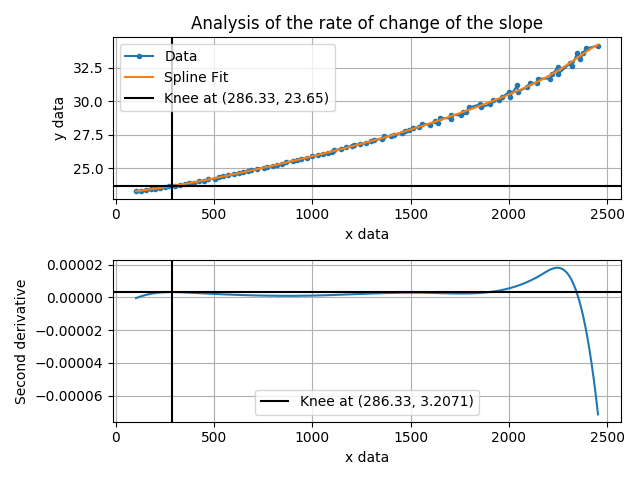 Analysis of the rate of change of the slope
Data
Spline Fit
Knee at (286.33, 23.65)
y data
32.5
30.0
27.5
25.0
0 500 1000 1500 2000 2500
x data
Second derivative
0.00002
0.00000
−0.00002
−0.00004
−0.00006
Knee at (286.33, 3.2071)
0 500 1000 1500 2000 2500
x data